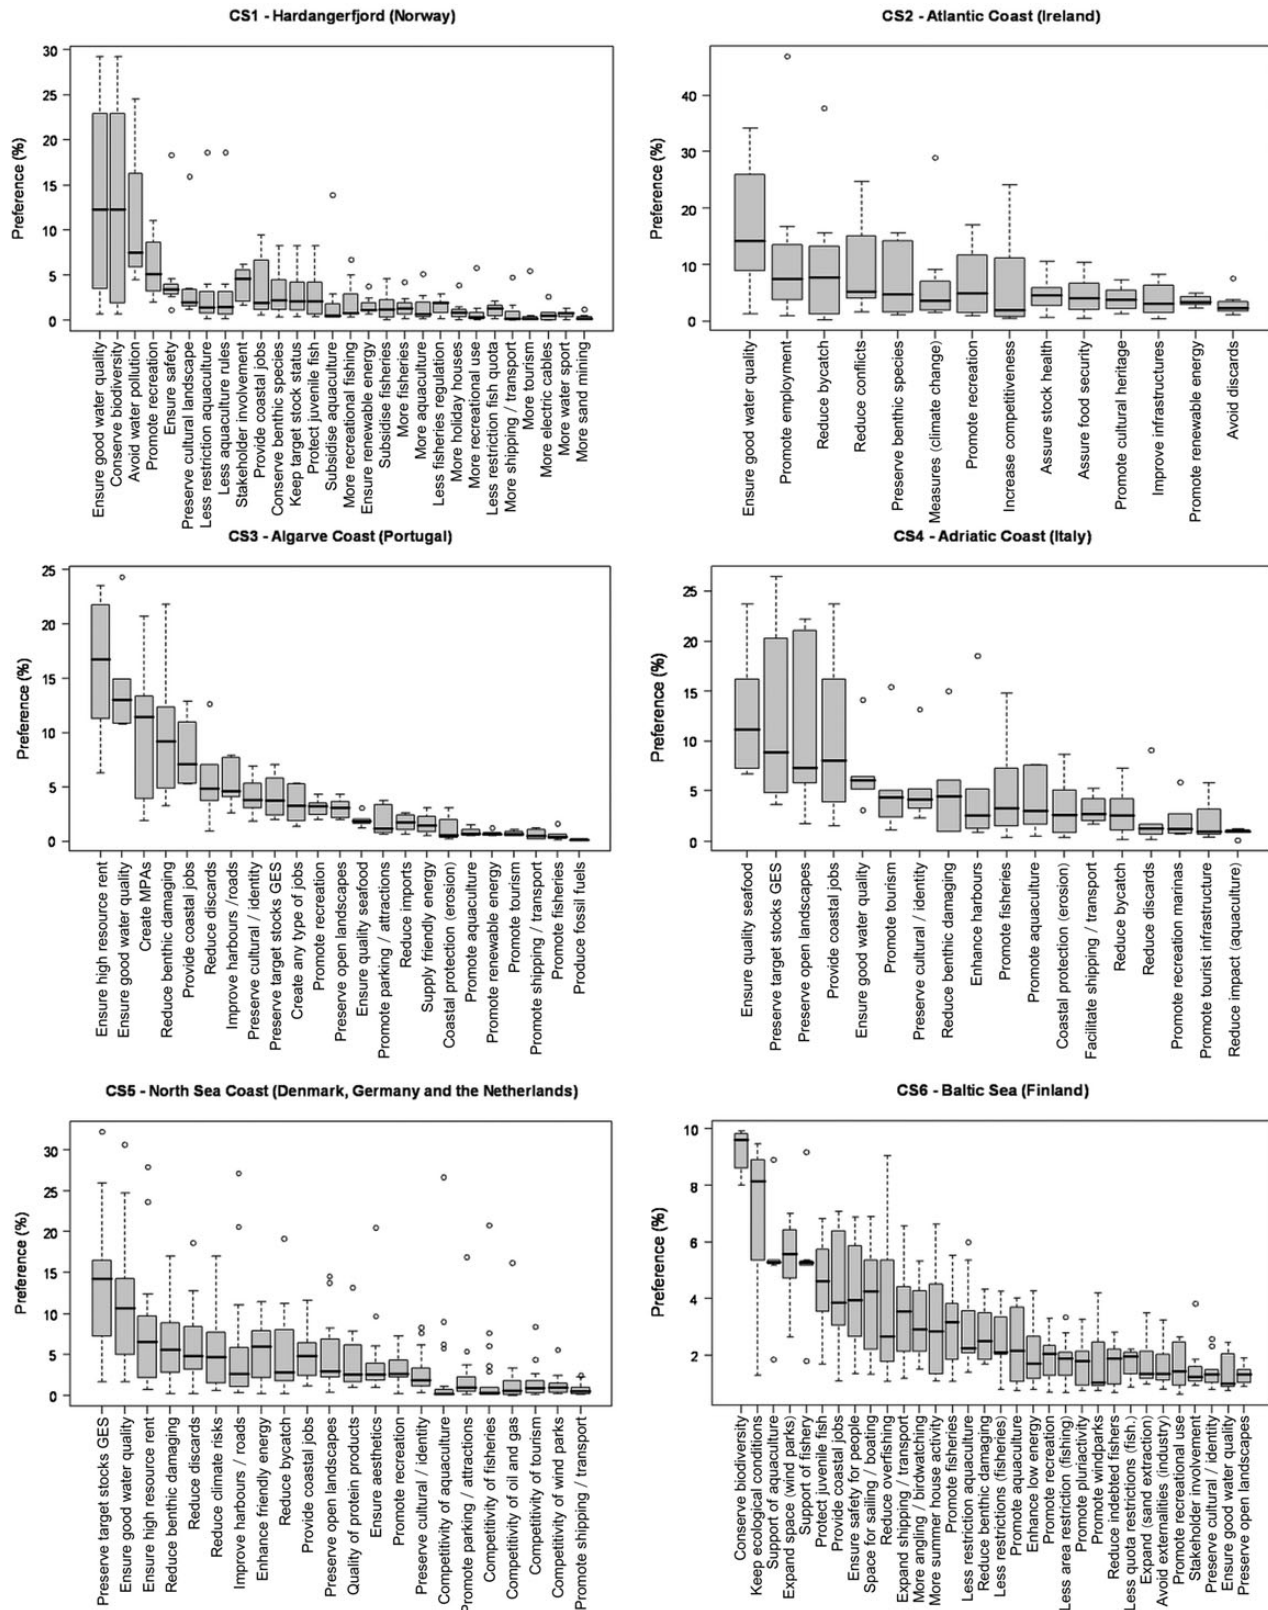 CS1 - Hardangerfjord (Norway)
Preference (%)
30
25
20
15
10
5
0
Ensure good water quality
Conserve biodiversity
Avoid water pollution
Promote recreation
Ensure safety
Preserve cultural landscape
Less restriction aquaculture
Less aquaculture rules
Stakeholder involvement
Provide coastal jobs
Conserve benthic species
Keep target stock status
Protect juvenile fish
Subsidise aquaculture
More recreational fishing
Ensure renewable energy
Subsidise fisheries
More fisheries
More aquaculture
Less fisheries regulation
More holiday houses
More recreational use
Less restriction fish quota
More shipping / transport
More tourism
More electric cables
More water sport
More sand mining
CS2 - Atlantic Coast (Ireland)
Preference (%)
40
30
20
10
0
Ensure good water quality
Promote employment
Reduce bycatch
Reduce conflicts
Preserve benthic species
Measures (climate change)
Promote recreation
Increase competitiveness
Assure stock health
Assure food security
Promote cultural heritage
Improve infrastructures
Promote renewable energy
Avoid discards
CS3 - Algarve Coast (Portugal)
Preference (%)
25
20
15
10
5
0
Ensure high resource rent
Ensure good water quality
Create MPAs
Reduce benthic damaging
Provide coastal jobs
Reduce discards
Improve harbours /roads
Preserve cultural / identity
Preserve target stocks GES
Create any type of jobs
Promote recreation
Preserve open landscapes
Ensure quality seafood
Promote parking / attractions
Reduce imports
Supply friendly energy
Coastal protection (erosion)
Promote aquaculture
Promote renewable energy
Promote tourism
Promote shipping / transport
Promote fisheries
Produce fossil fuels
CS4 - Adriatic Coast (Italy)
Preference (%)
25
20
15
10
5
0
Ensure quality seafood
Preserve target stocks GES
Preserve open landscapes
Provide coastal jobs
Ensure good water quality
Promote tourism
Preserve cultural / identity
Reduce benthic damaging
Enhance harbours
Promote fisheries
Promote aquaculture
Coastal protection (erosion)
Facilitate shipping / transport
Reduce bycatch
Reduce discards
Promote recreation marinas
Promote tourist infrastructure
Reduce impact (aquaculture)
CS5 - North Sea Coast (Denmark, Germany and the Netherlands)
Preference (%)
30
25
20
15
10
5
0
Preserve target stocks GES
Ensure good water quality
Ensure high resource rent
Reduce benthic damaging
Reduce discards
Reduce climate risks
Improve harbours / roads
Enhance friendly energy
Reduce bycatch
Provide coastal jobs
Preserve open landscapes
Quality of protein products
Ensure aesthetics
Promote recreation
Preserve cultural / identity
Competitivity of aquaculture
Promote parking / attractions
Competitivity of fisheries
Competitivity of oil and gas
Competitivity of tourism
Competitivity of wind parks
Promote shipping / transport
CS6 - Baltic Sea (Finland)
Preference (%)
10
8
6
4
2
Conserve biodiversity
Keep ecological conditions
Support of aquaculture
Expand space (wind parks)
Support of fishery
Protect juvenile fish
Provide coastal jobs
Ensure safety for people
Space for sailing / boating
Reduce overfishing
Expand shipping / transport
More angling / birdwatching
More summer house activity
Promote fisheries
Less restriction aquaculture
Reduce benthic damaging
Less restrictions (fisheries)
Promote aquaculture
Enhance low energy
Promote recreation
Less area restriction (fishing)
Promote pluriactivity
Promote windparks
Reduce indebted fishers
Less quota restrictions (fish.)
Expand (sand extraction)
Avoid externalities (industry)
Promote recreational use
Stakeholder involvement
Preserve cultural / identity
Ensure good water quality
Preserve open landscapes